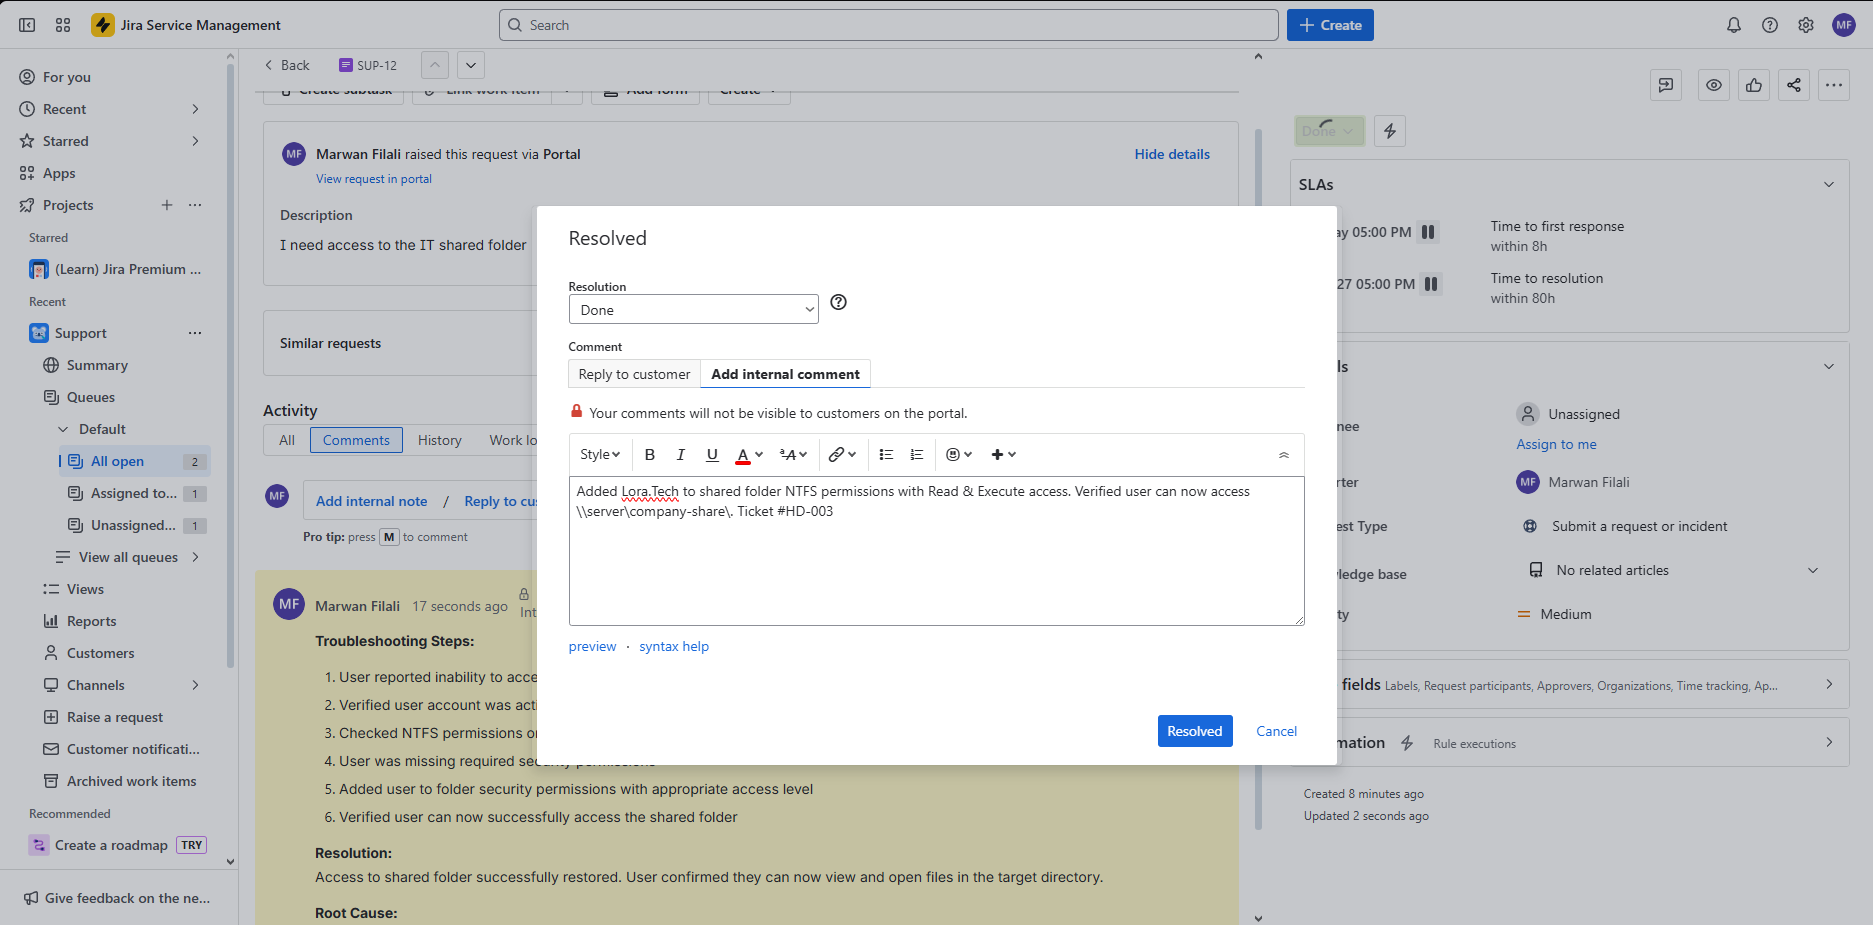 Jira Service Management
Search
Create
MF
For you
Recent
Starred
Apps
Projects
Starred
(Learn) Jira Premium ...
Recent
Support
Summary
Queues
Default
All open 2
Assigned to... 1
Unassigned... 1
View all queues
Views
Reports
Customers
Channels
Raise a request
Customer notificati...
Archived work items
Recommended
Create a roadmap TRY
Give feedback on the ne...
Back
SUP-12
Create subtask
Link work item
Add form
Create
MF
Marwan Filali raised this request via Portal
Hide details
View request in portal
Description
I need access to the IT shared folder
Similar requests
Activity
All
Comments
History
Work lo
MF
Add internal note / Reply to cu
Pro tip: press M to comment
MF
Marwan Filali 17 seconds ago
Int
Troubleshooting Steps:
1. User reported inability to acce
2. Verified user account was acti
3. Checked NTFS permissions o
4. User was missing required security permissions
5. Added user to folder security permissions with appropriate access level
6. Verified user can now successfully access the shared folder
Resolution:
Access to shared folder successfully restored. User confirmed they can now view and open files in the target directory.
Root Cause:
Resolved
Resolution
Done
Comment
Reply to customer
Add internal comment
Your comments will not be visible to customers on the portal.
Style B I U A ªA
Added Lora.Tech to shared folder NTFS permissions with Read & Execute access. Verified user can now access
\\server\company-share\. Ticket #HD-003
preview · syntax help
Resolved
Cancel
Done
SLAs
ay 05:00 PM
Time to first response
within 8h
27 05:00 PM
Time to resolution
within 80h
ls
nee
Unassigned
Assign to me
rter
MF
Marwan Filali
est Type
Submit a request or incident
ledge base
No related articles
ty
Medium
fields Labels, Request participants, Approvers, Organizations, Time tracking, Ap...
mation
Rule executions
Created 8 minutes ago
Updated 2 seconds ago